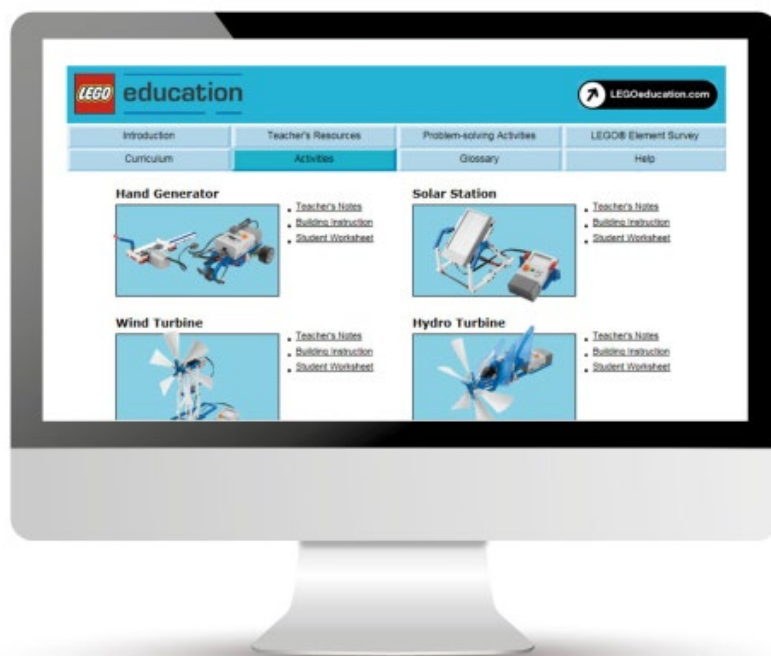 LEGO education
LEGOeducation.com
Introduction
Teacher's Resources
Problem-solving Activities
LEGO® Element Survey
Curriculum
Activities
Glossary
Help
Hand Generator
Teacher's Notes
Building Instruction
Student Worksheet
Solar Station
Teacher's Notes
Building Instruction
Student Worksheet
Wind Turbine
Teacher's Notes
Building Instruction
Student Worksheet
Hydro Turbine
Teacher's Notes
Building Instruction
Student Worksheet